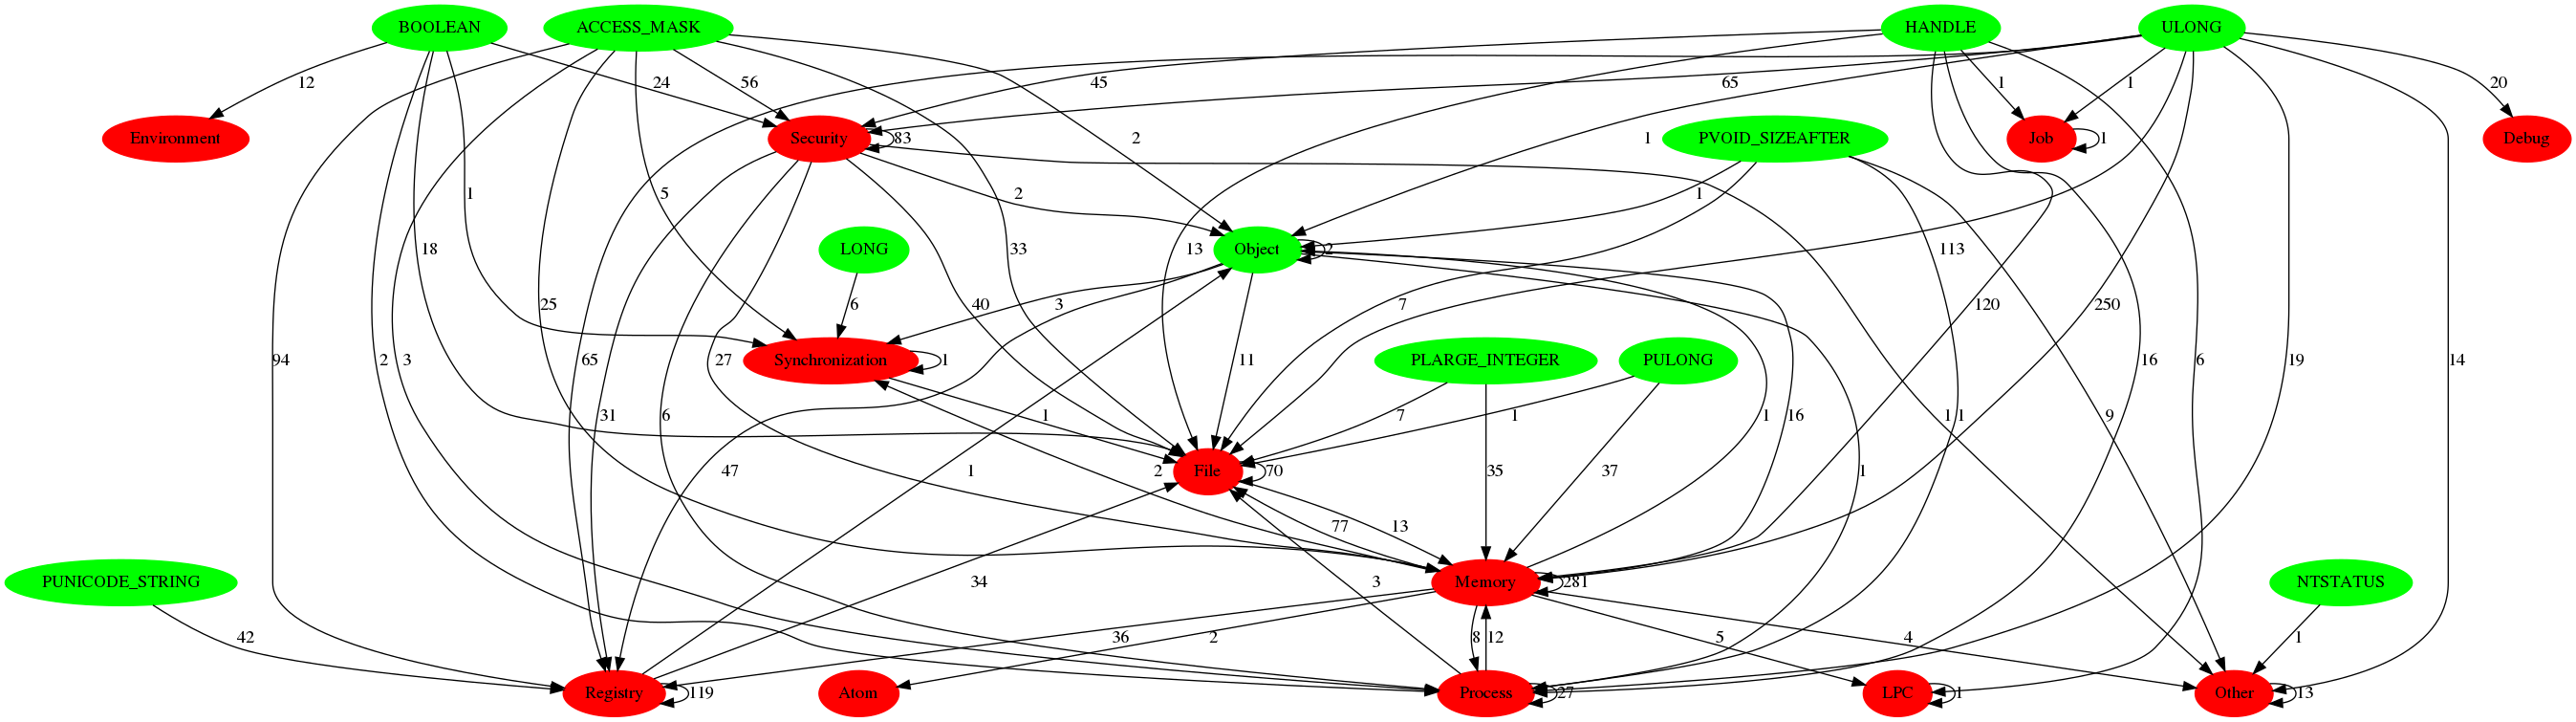 BOOLEAN ACCESS_MASK HANDLE ULONG
12 24 56 45 65 1 1 20
Environment Security 83 2 1 PVOID_SIZEAFTER Job 1 Debug
18 1 5 2 1
LONG 33 13 Object 2 113
25 6 40 3 7 120 250
2 3 94 65 27 Synchronization 1 11 PLARGE_INTEGER PULONG 16 6 19 14
31 6 1 7 1 16 1 1 9
47 1 2 File 70 35 37 1
77 13
PUNICODE_STRING 34 3 Memory 281 NTSTATUS
42 36 2 8 12 5 4 1
Registry 119 Atom Process 27 LPC 1 Other 13